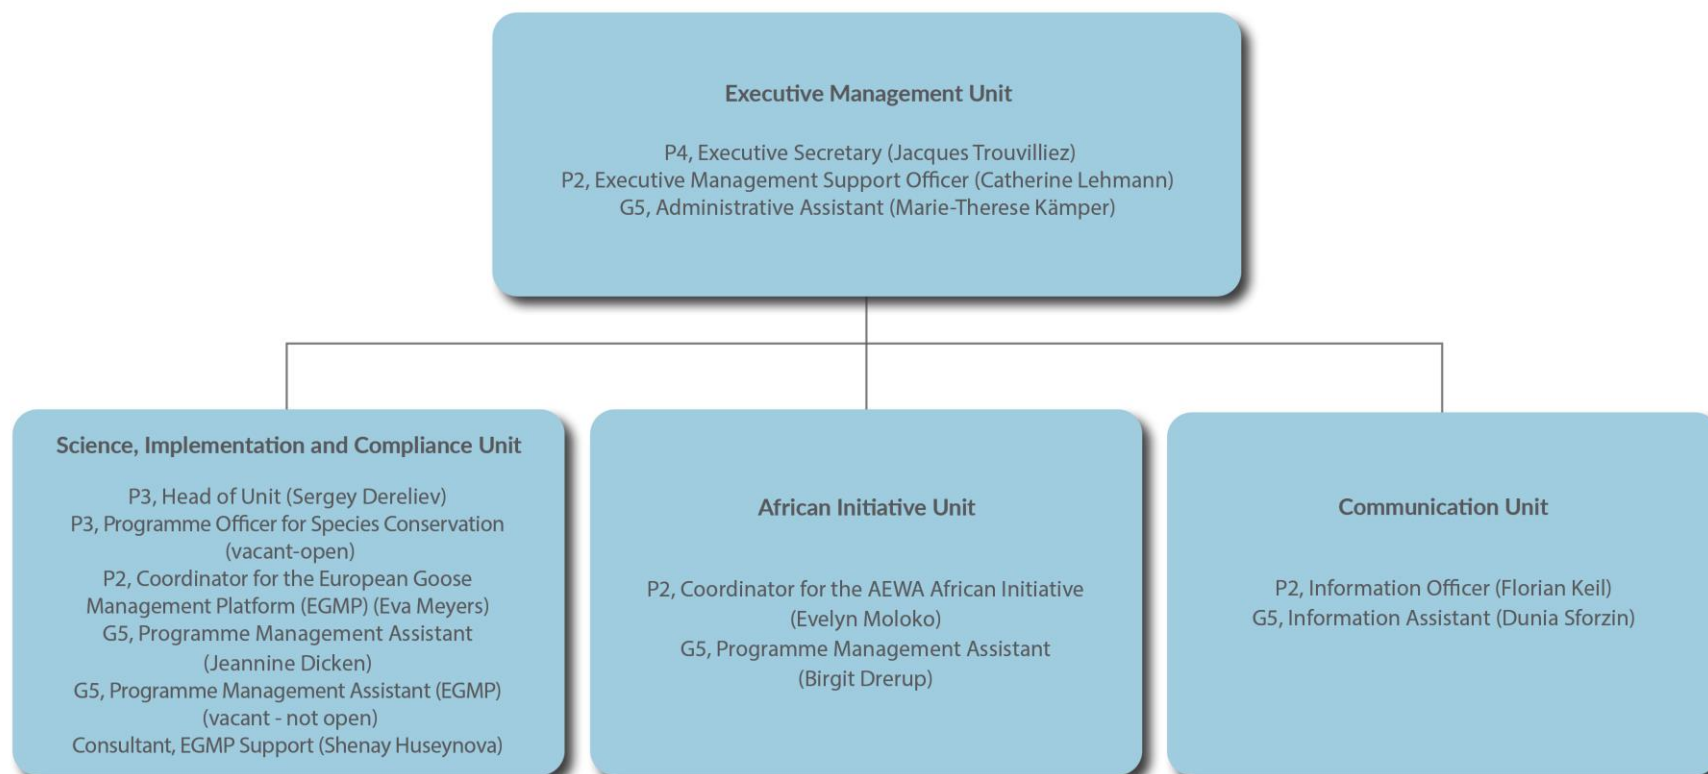 Executive Management Unit
P4, Executive Secretary (Jacques Trouvilliez)
P2, Executive Management Support Officer (Catherine Lehmann)
G5, Administrative Assistant (Marie-Therese Kämper)
Science, Implementation and Compliance Unit
P3, Head of Unit (Sergey Dereliev)
P3, Programme Officer for Species Conservation
(vacant-open)
P2, Coordinator for the European Goose
Management Platform (EGMP) (Eva Meyers)
G5, Programme Management Assistant
(Jeannine Dicken)
G5, Programme Management Assistant (EGMP)
(vacant - not open)
Consultant, EGMP Support (Shenay Huseynova)
African Initiative Unit
P2, Coordinator for the AEWA African Initiative
(Evelyn Moloko)
G5, Programme Management Assistant
(Birgit Drerup)
Communication Unit
P2, Information Officer (Florian Keil)
G5, Information Assistant (Dunia Sforzin)